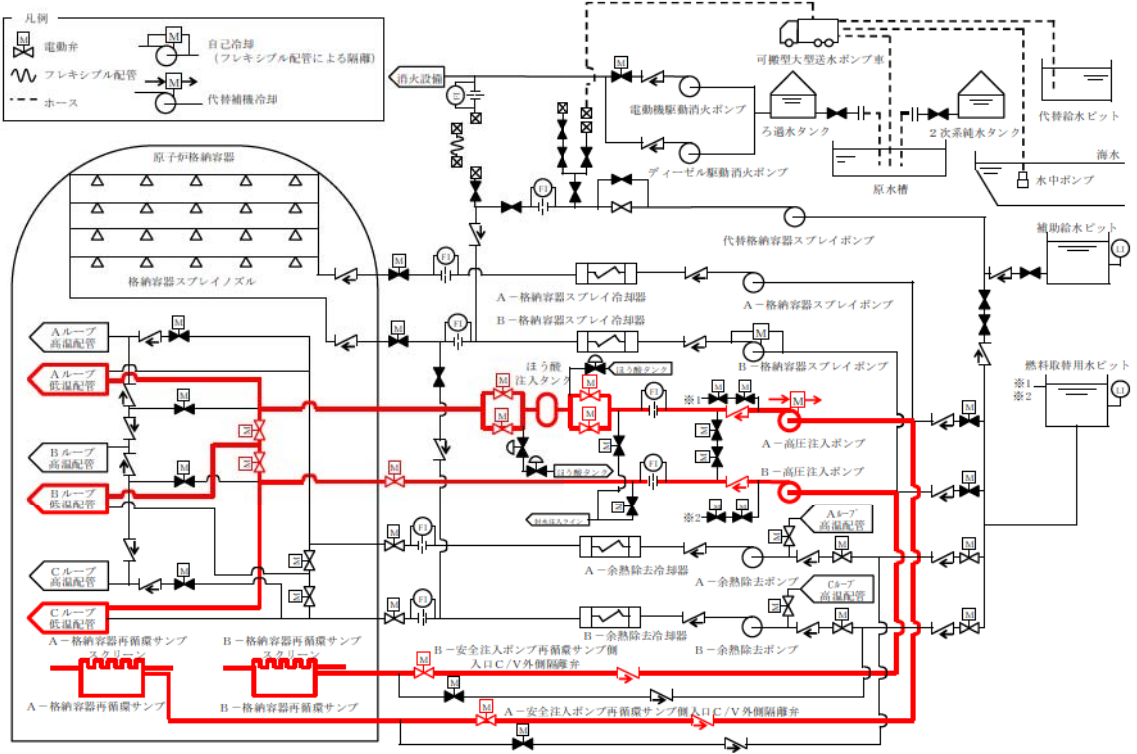 凡例
M
電動弁
フレキシブル配管
ホース
M
自己冷却
(フレキシブル配管による隔離)
M
代替補機冷却
消火設備
M
電動機駆動消火ポンプ
ディーゼル駆動消火ポンプ
可搬型大型送水ポンプ車
ろ過水タンク
2次系純水タンク
原水槽
代替給水ピット
海水
水中ポンプ
FI
代替格納容器スプレイポンプ
補助給水ピット
LI
原子炉格納容器
格納容器スプレイノズル
M
FI
A-格納容器スプレイ冷却器
A-格納容器スプレイポンプ
B-格納容器スプレイ冷却器
M
FI
M
B-格納容器スプレイポンプ
燃料取替用水ピット
※1
※2
LI
Aループ
高温配管
M
Aループ
低温配管
M
ほう酸
注入タンク
ほう酸タンク
M
M
M
M
FI
※1
M
M
M
A-高圧注入ポンプ
M
Bループ
高温配管
M
M
M
Bループ
低温配管
M
ほう酸タンク
M
M
M
FI
B-高圧注入ポンプ
M
※2
M
M
M
封水注入ライン
Aループ
高温配管
M
M
M
FI
A-余熱除去冷却器
A-余熱除去ポンプ
M
Cループ
高温配管
M
M
M
Cループ
高温配管
M
M
Cループ
低温配管
M
FI
B-余熱除去冷却器
B-余熱除去ポンプ
M
A-格納容器再循環サンプ
スクリーン
B-格納容器再循環サンプ
スクリーン
B-安全注入ポンプ再循環サンプ側
入口C/V外側隔離弁
M
M
A-格納容器再循環サンプ
B-格納容器再循環サンプ
A-安全注入ポンプ再循環サンプ側入口C/V外側隔離弁
M
M